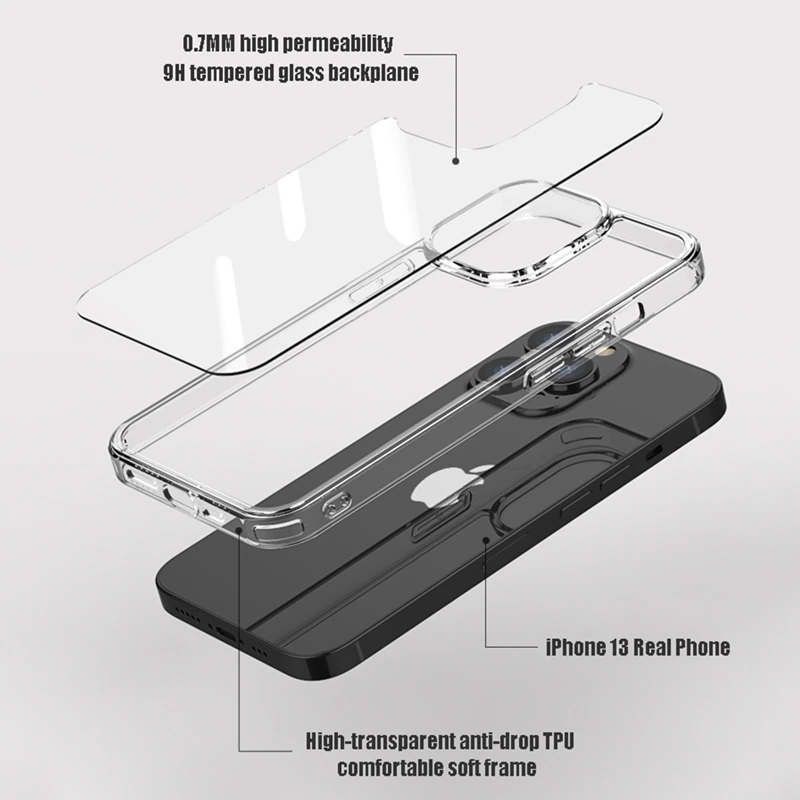 0.7MM high permeability
9H tempered glass backplane
iPhone 13 Real Phone
High-transparent anti-drop TPU
comfortable soft frame